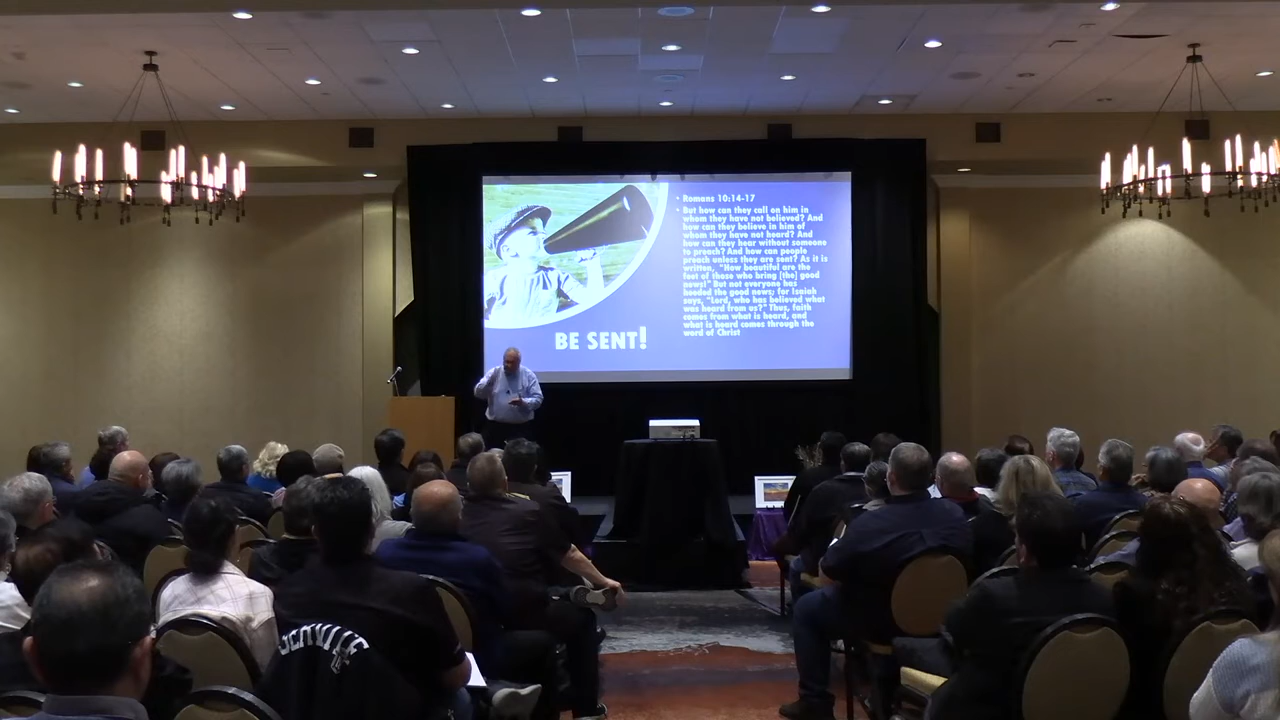 • Romans 10:14-17
• But how can they call on him in
whom they have not believed? And
how can they believe in him of
whom they have not heard? And
how can they hear without someone
to preach? And how can people
preach unless they are sent? As it is
written, "How beautiful are the
feet of those who bring [the] good
news!" But not everyone has
heeded the good news; for Isaiah
says, "Lord, who has believed what
was heard from us?" Thus, faith
comes from what is heard, and
what is heard comes through the
word of Christ
BE SENT!